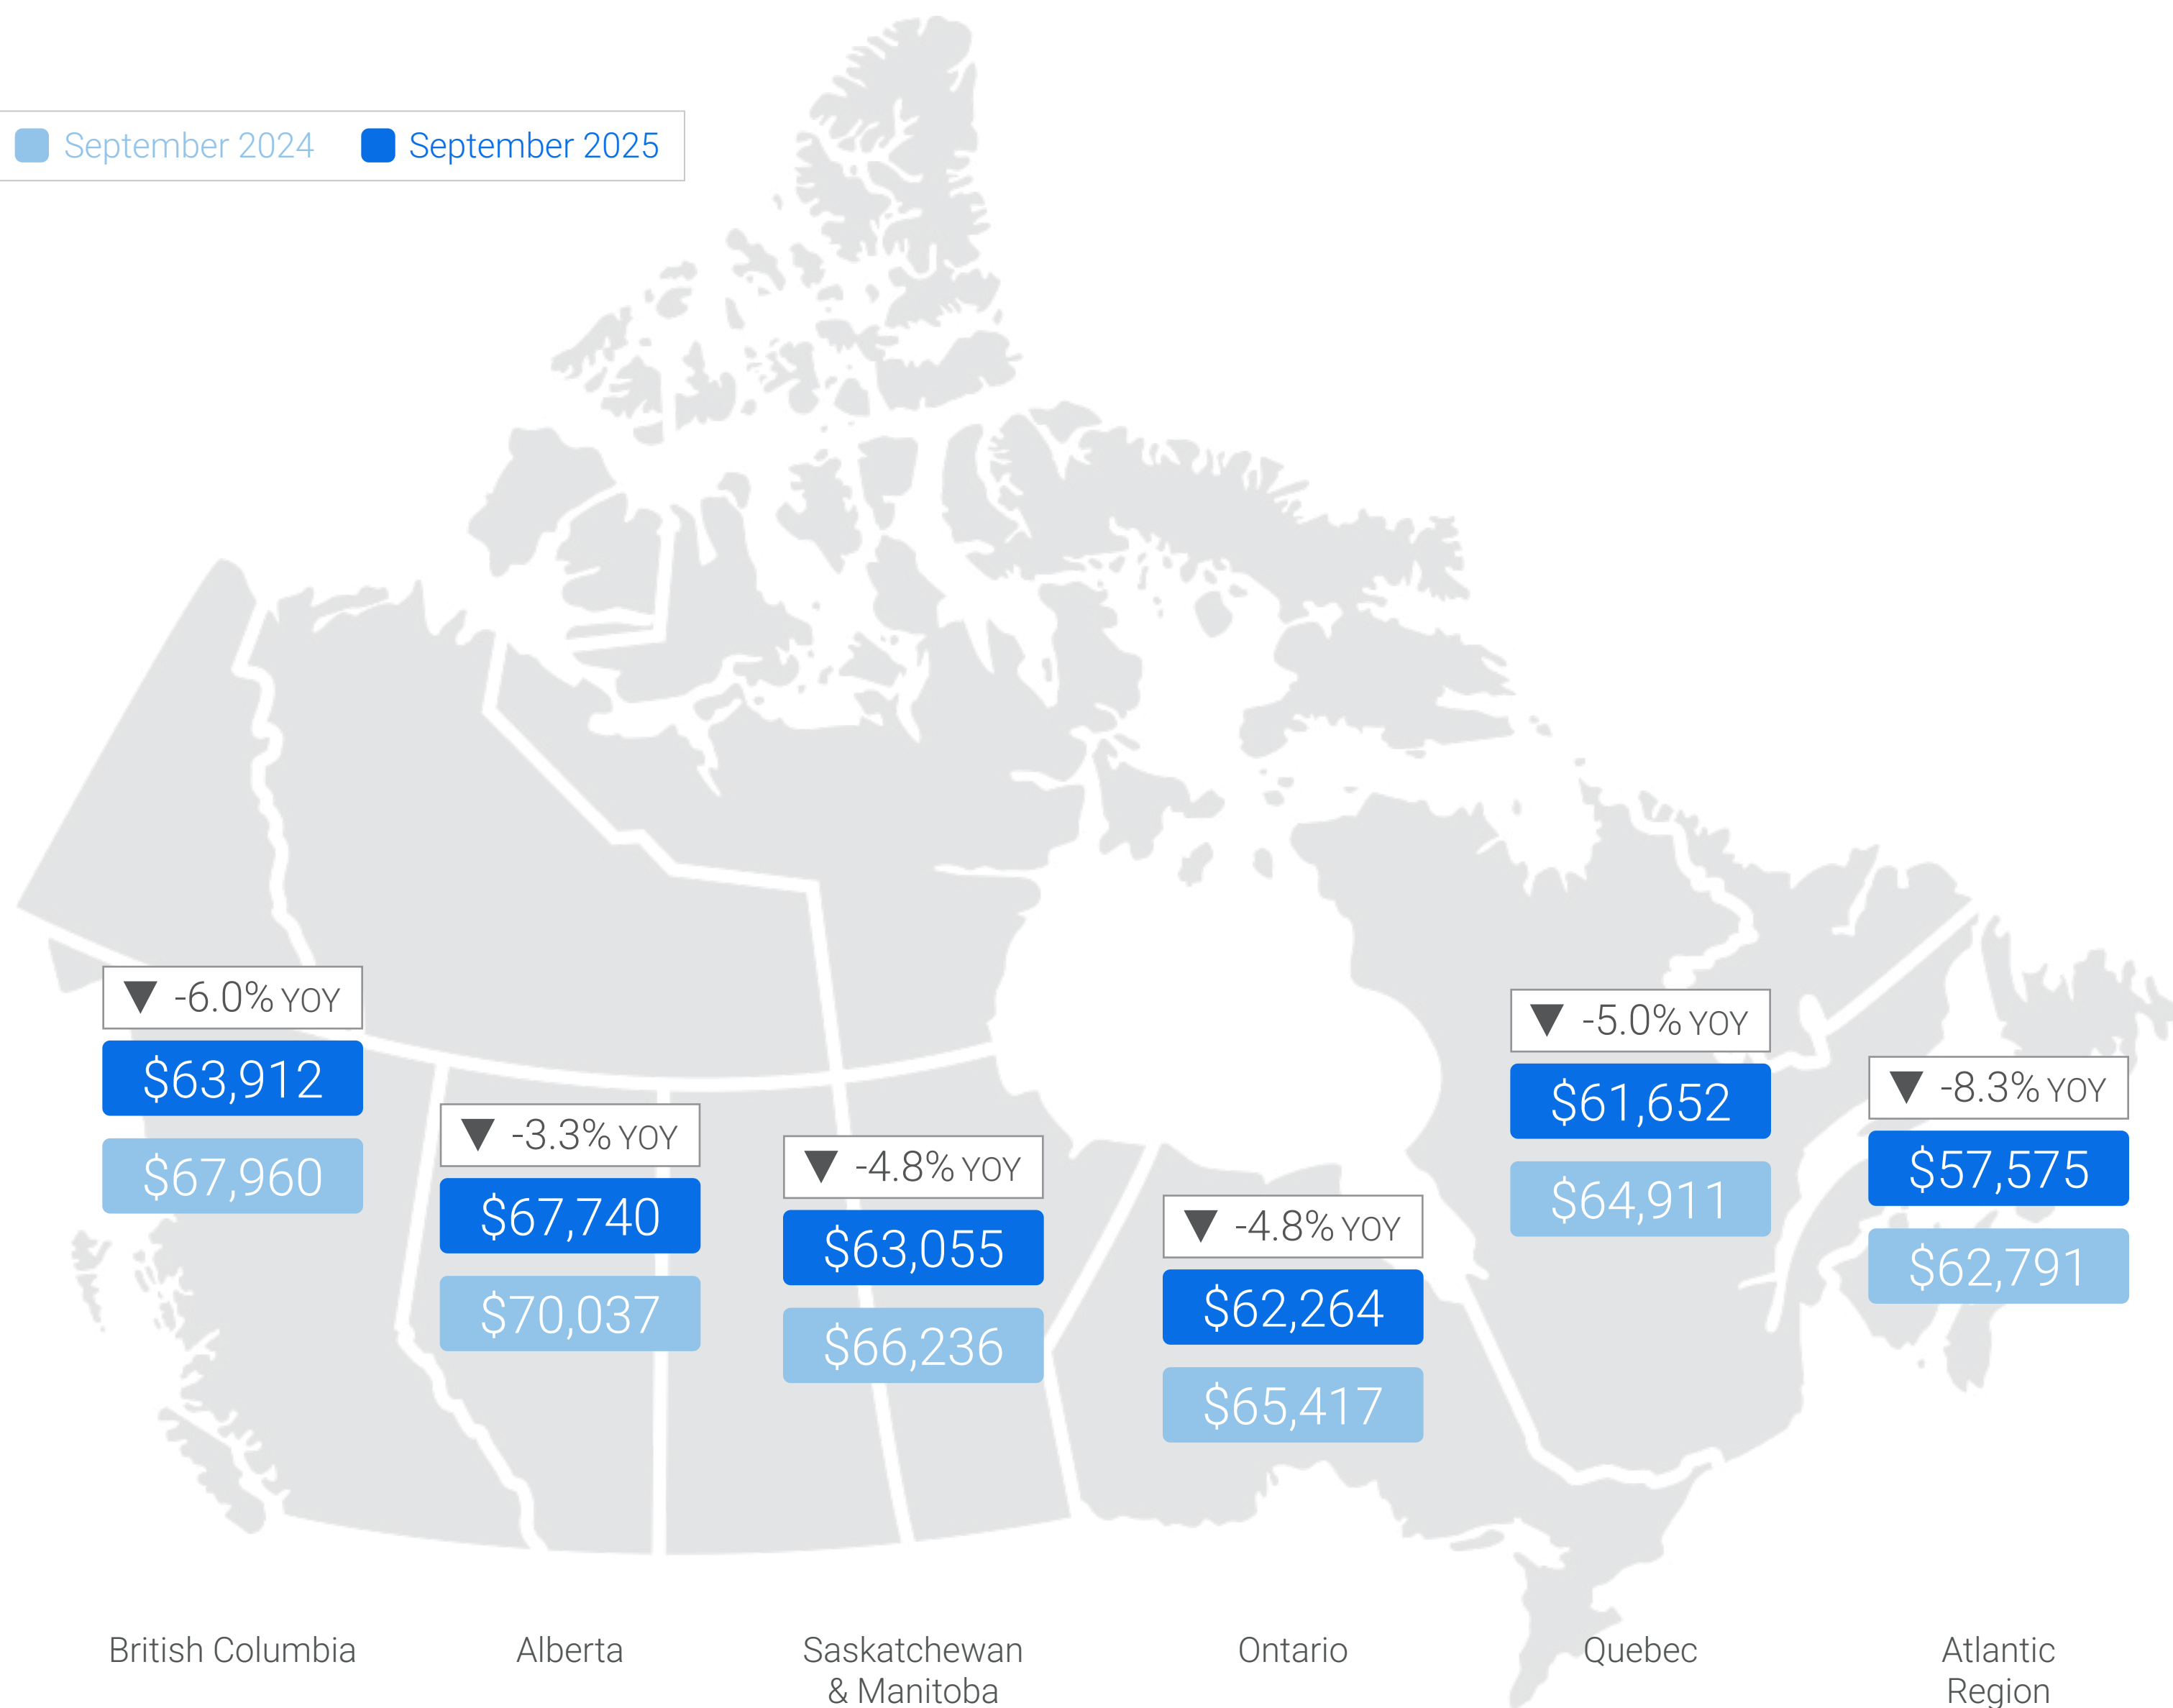 September 2024
September 2025
-6.0% YOY
$63,912
$67,960
-3.3% YOY
$67,740
$70,037
-4.8% YOY
$63,055
$66,236
-4.8% YOY
$62,264
$65,417
-5.0% YOY
$61,652
$64,911
-8.3% YOY
$57,575
$62,791
British Columbia
Alberta
Saskatchewan
& Manitoba
Ontario
Quebec
Atlantic
Region